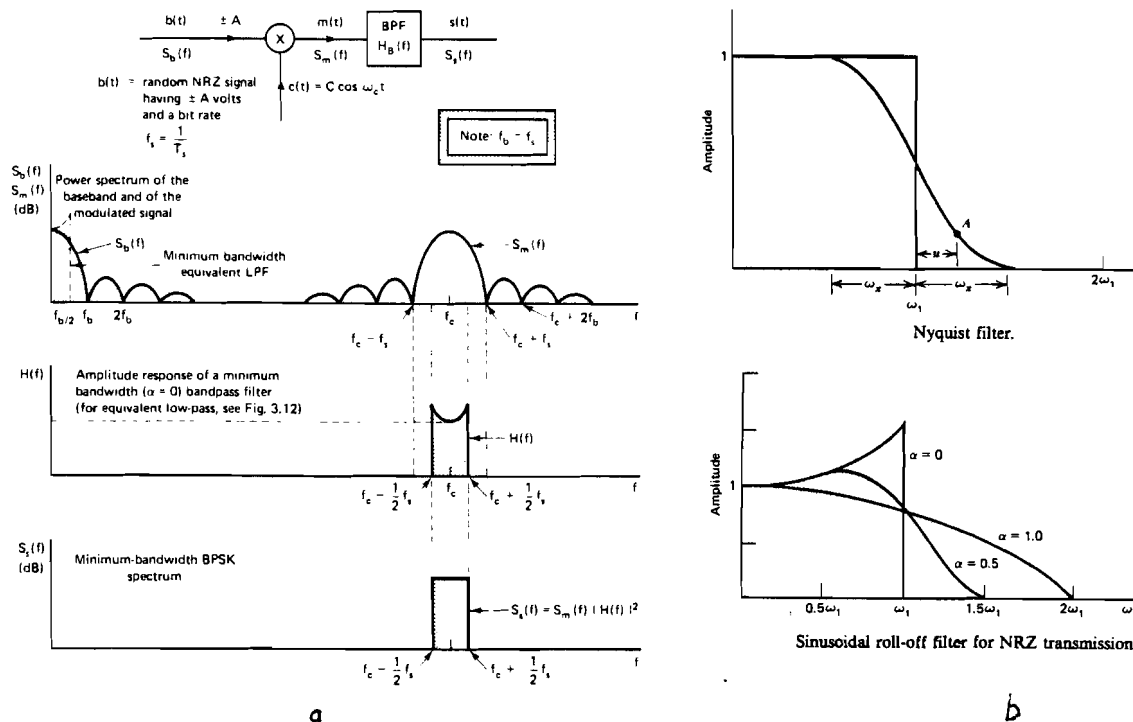 b(t) ± A m(t) BPF s(t)
S_b(f) X S_m(f) H_B(f) S_s(f)
b(t) = random NRZ signal
having ± A volts
and a bit rate
f_s = 1/T_s
c(t) = C cos ω_c t
Note: f_b = f_s
S_b(f)
S_m(f)
(dB)
Power spectrum of the
baseband and of the
modulated signal
S_b(f)
S_m(f)
Minimum bandwidth
equivalent LPF
f_b/2 f_b 2f_b f_c f_c + 2f_b f
f_c − f_s f_c + f_s
H(f)
Amplitude response of a minimum
bandwidth (α = 0) bandpass filter
(for equivalent low-pass, see Fig. 3.12)
H(f)
f_c − 1/2 f_s f_c f_c + 1/2 f_s f
S_s(f)
(dB)
Minimum-bandwidth BPSK
spectrum
S_s(f) = S_m(f) |H(f)|²
f_c − 1/2 f_s f_c + 1/2 f_s f
a
1
Amplitude
A
u
ω_x ω_x
ω_1 2ω_1
Nyquist filter.
Amplitude
1
α = 0
α = 1.0
α = 0.5
0.5ω_1 ω_1 1.5ω_1 2ω_1 ω
Sinusoidal roll-off filter for NRZ transmission
b